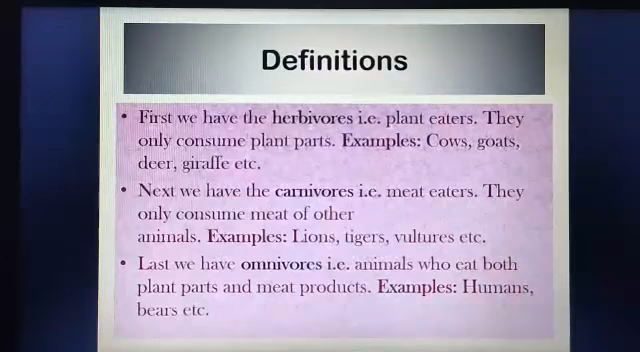 Definitions
• First we have the herbivores i.e. plant eaters. They
only consume plant parts. Examples: Cows, goats,
deer, giraffe etc.
• Next we have the carnivores i.e. meat eaters. They
only consume meat of other
animals. Examples: Lions, tigers, vultures etc.
• Last we have omnivores i.e. animals who eat both
plant parts and meat products. Examples: Humans,
bears etc.